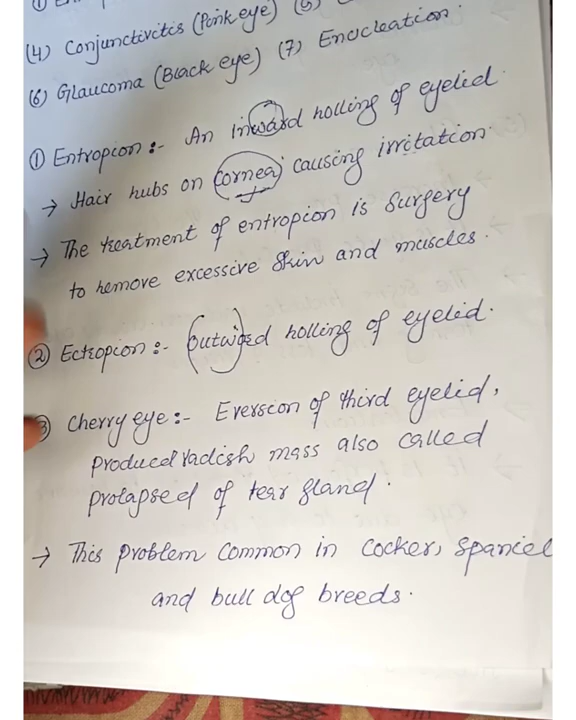 (4) Conjunctivitis (Pink eye) (5)
(6) Glaucoma (Black eye) (7) Enucleation.
① Entropion :- An inward rolling of eyelid.
→ Hair rubs on cornea, causing irritation.
→ The treatment of entropion is surgery
to remove excessive skin and muscles.
② Ectropion :- Outward rolling of eyelid.
③ Cherry eye :- Eversion of third eyelid,
Produced radish mass also called
Prolapsed of tear gland.
→ This problem common in cocker, spaniel
and bull dog breeds.